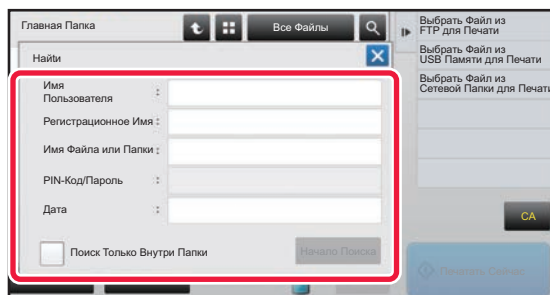 Главная Папка
Все Файлы
Выбрать Файл из
FTP для Печати
Выбрать Файл из
USB Памяти для Печати
Выбрать Файл из
Сетевой Папки для Печати
Найти
Имя
Пользователя :
Регистрационное Имя :
Имя Файла или Папки :
PIN-Код/Пароль :
Дата :
Поиск Только Внутри Папки
Начало Поиска
CA
Печатать Сейчас